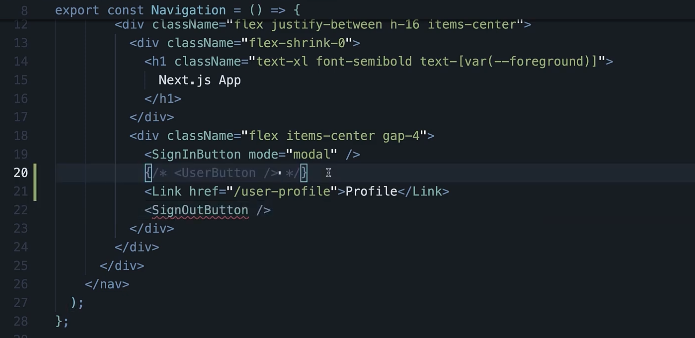 8 export const Navigation = () => {
12 <div className="flex justify-between h-16 items-center">
13 <div className="flex-shrink-0">
14 <h1 className="text-xl font-semibold text-[var(--foreground)]">
15 Next.js App
16 </h1>
17 </div>
18 <div className="flex items-center gap-4">
19 <SignInButton mode="modal" />
20 {/* <UserButton /> */}
21 <Link href="/user-profile">Profile</Link>
22 <SignOutButton />
23 </div>
24 </div>
25 </div>
26 </nav>
27 );
28 };